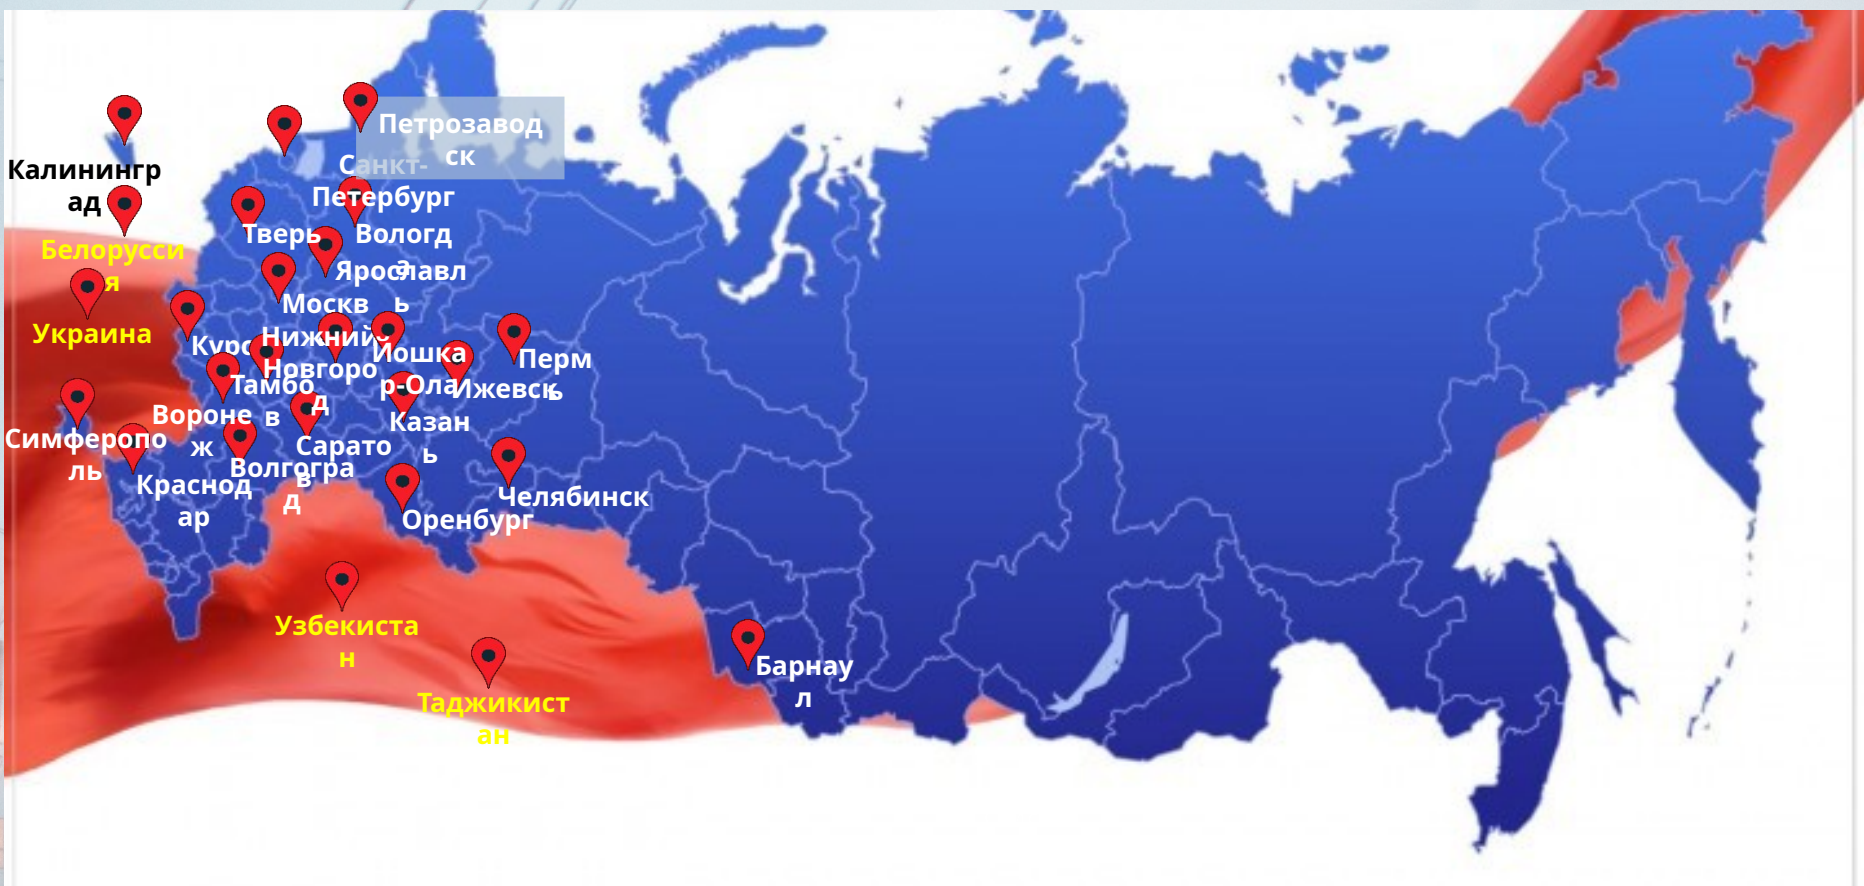 Петрозавод
ск
Санкт-
Петербург
Калинингр
ад
Тверь
Вологд
а
Белорусси
я
Ярославл
ь
Москв
Украина
Курс
Нижний
Новгоро
д
Йошка
р-Ола
Перм
ь
Тамбо
в
Ижевск
Вороне
ж
Казан
ь
Симферопо
ль
Сарато
в
Волгогра
д
Краснод
ар
Челябинск
Оренбург
Узбекиста
н
Барнау
л
Таджикист
ан